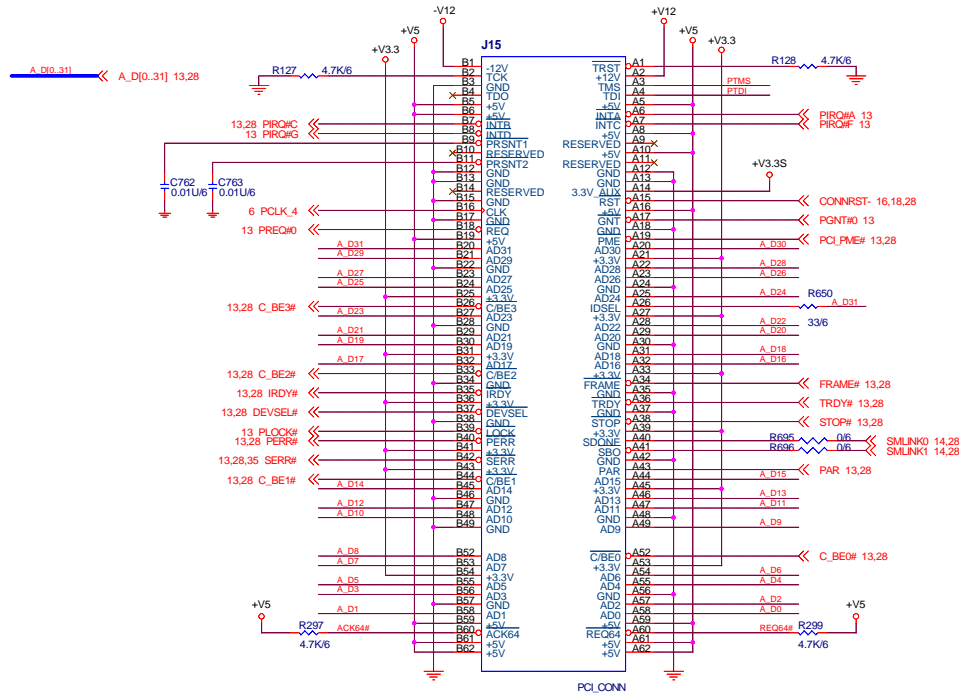 -V12 +V12
+V5 +V5
+V3.3 J15 +V3.3
A_D[0..31] A_D[0..31] 13,28
R127 4.7K/6 B1 -12V TRST A1 R128 4.7K/6
B2 TCK +12V A2
B3 GND TMS A3 PTMS
B4 TDO TDI A4 PTDI
B5 +5V +5V A5
B6 +5V INTA A6 PIRQ#A 13
13,28 PIRQ#C B7 INTB INTC A7 PIRQ#F 13
13 PIRQ#G B8 INTD +5V A8
B9 PRSNT1 RESERVED A9
B10 RESERVED +5V A10
B11 PRSNT2 RESERVED A11
B12 GND GND A12
B13 GND GND A13
C762 0.01U/6 C763 0.01U/6 B14 RESERVED 3.3V_AUX A14 +V3.3S
B15 GND RST A15 CONNRST- 16,18,28
6 PCLK_4 B16 CLK +5V A16
B17 GND GNT A17 PGNT#0 13
13 PREQ#0 B18 REQ GND A18
B19 +5V PME A19 PCI_PME# 13,28
A_D31 B20 AD31 AD30 A20 A_D30
A_D29 B21 AD29 +3.3V A21
B22 GND AD28 A22 A_D28
A_D27 B23 AD27 AD26 A23 A_D26
A_D25 B24 AD25 GND A24
B25 +3.3V AD24 A25 A_D24 R650
13,28 C_BE3# B26 C/BE3 IDSEL A26 33/6 A_D31
A_D23 B27 AD23 +3.3V A27
B28 GND AD22 A28 A_D22
A_D21 B29 AD21 AD20 A29 A_D20
A_D19 B30 AD19 GND A30
B31 +3.3V AD18 A31 A_D18
A_D17 B32 AD17 AD16 A32 A_D16
13,28 C_BE2# B33 C/BE2 +3.3V A33
B34 GND FRAME A34 FRAME# 13,28
13,28 IRDY# B35 IRDY GND A35
B36 +3.3V TRDY A36 TRDY# 13,28
13,28 DEVSEL# B37 DEVSEL GND A37
B38 GND STOP A38 STOP# 13,28
13 PLOCK# B39 LOCK +3.3V A39
13,28 PERR# B40 PERR SDONE A40 R695 0/6 SMLINK0 14,28
B41 +3.3V SBO A41 R696 0/6 SMLINK1 14,28
13,28,35 SERR# B42 SERR GND A42
B43 +3.3V PAR A43 PAR 13,28
13,28 C_BE1# B44 C/BE1 AD15 A44 A_D15
A_D14 B45 AD14 +3.3V A45
B46 GND AD13 A46 A_D13
A_D12 B47 AD12 AD11 A47 A_D11
A_D10 B48 AD10 GND A48
B49 GND AD9 A49 A_D9
A_D8 B52 AD8 C/BE0 A52 C_BE0# 13,28
A_D7 B53 AD7 +3.3V A53
B54 +3.3V AD6 A54 A_D6
A_D5 B55 AD5 AD4 A55 A_D4
A_D3 B56 AD3 GND A56
B57 GND AD2 A57 A_D2
A_D1 B58 AD1 AD0 A58 A_D0
+V5 B59 +5V +5V A59 +V5
R297 4.7K/6 ACK64# B60 ACK64 REQ64 A60 REQ64# R299 4.7K/6
B61 +5V +5V A61
B62 +5V +5V A62
PCI_CONN